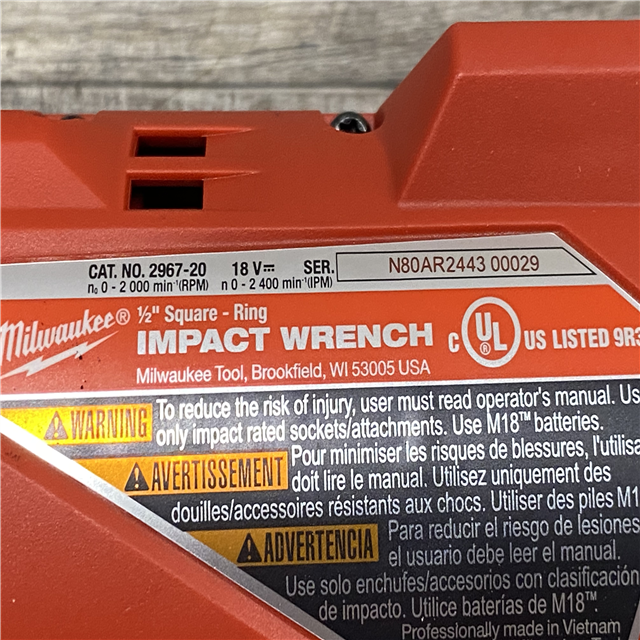 CAT. NO. 2967-20 18 V⎓ SER. N80AR2443 00029
n₀ 0 - 2 000 min⁻¹(RPM) n 0 - 2 400 min⁻¹(IPM)
Milwaukee® ½" Square - Ring
IMPACT WRENCH
Milwaukee Tool, Brookfield, WI 53005 USA
C UL® US LISTED 9R3
WARNING To reduce the risk of injury, user must read operator's manual. Us
only impact rated sockets/attachments. Use M18™ batteries.
AVERTISSEMENT Pour minimiser les risques de blessures, l'utilisa
doit lire le manual. Utilisez uniquement des
douilles/accessoires résistants aux chocs. Utiliser des piles M1
ADVERTENCIA Para reducir el riesgo de lesiones
el usuario debe leer el manual.
Use solo enchufes/accesorios con clasificación
de impacto. Utilice baterías de M18™.
Professionally made in Vietnam